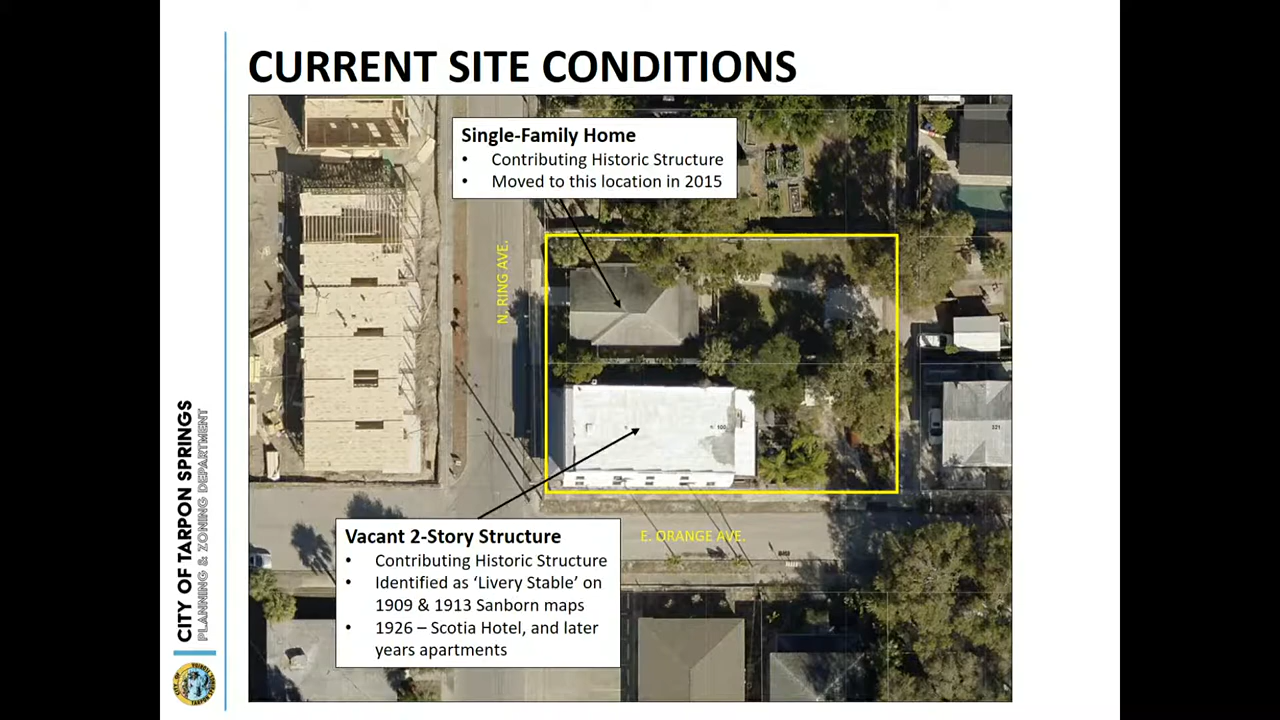 CURRENT SITE CONDITIONS
Single-Family Home
• Contributing Historic Structure
• Moved to this location in 2015
N. RING AVE.
100
321
Vacant 2-Story Structure
• Contributing Historic Structure
• Identified as ‘Livery Stable’ on
1909 & 1913 Sanborn maps
• 1926 – Scotia Hotel, and later
years apartments
E. ORANGE AVE.
CITY OF TARPON SPRINGS
PLANNING & ZONING DEPARTMENT